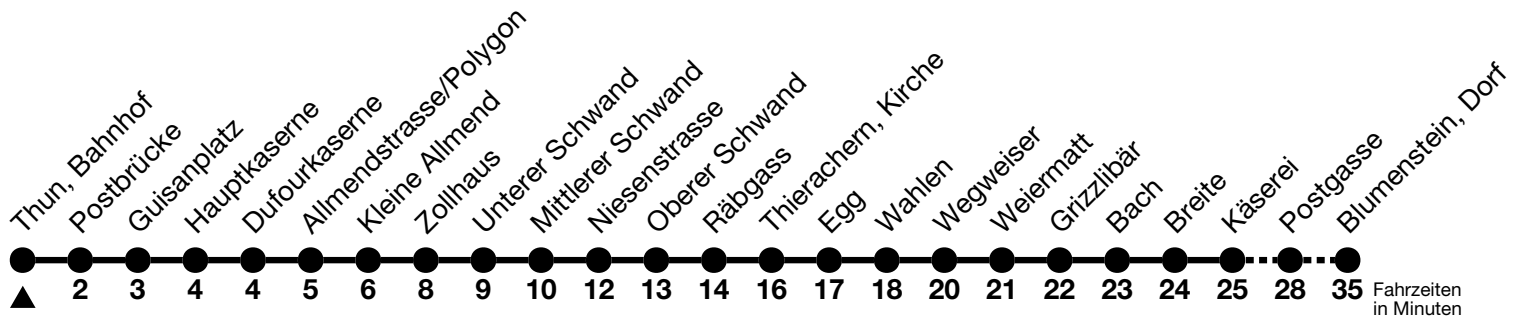 Thun, Bahnhof
Postbrücke
Guisanplatz
Hauptkaserne
Dufourkaserne
Allmendstrasse/Polygon
Kleine Allmend
Zollhaus
Unterer Schwand
Mittlerer Schwand
Niesenstrasse
Oberer Schwand
Räbgass
Thierachern, Kirche
Egg
Wahlen
Wegweiser
Weiermatt
Grizzlibär
Bach
Breite
Käserei
Postgasse
Blumenstein, Dorf
2 3 4 4 5 6 8 9 10 12 13 14 16 17 18 20 21 22 23 24 25 28 35 Fahrzeiten
in Minuten